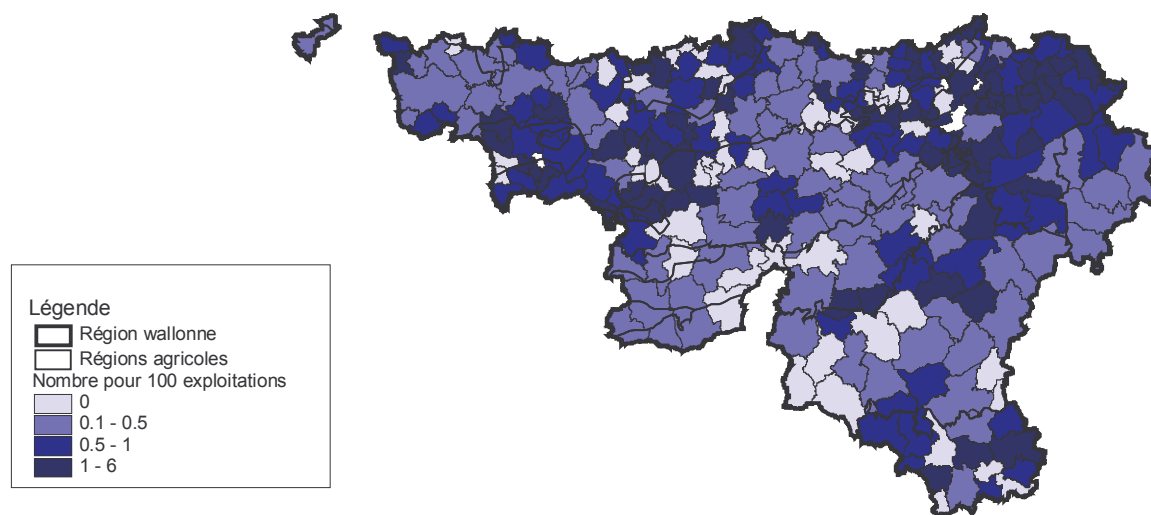 Légende
Région wallonne
Régions agricoles
Nombre pour 100 exploitations
0
0.1 - 0.5
0.5 - 1
1 - 6